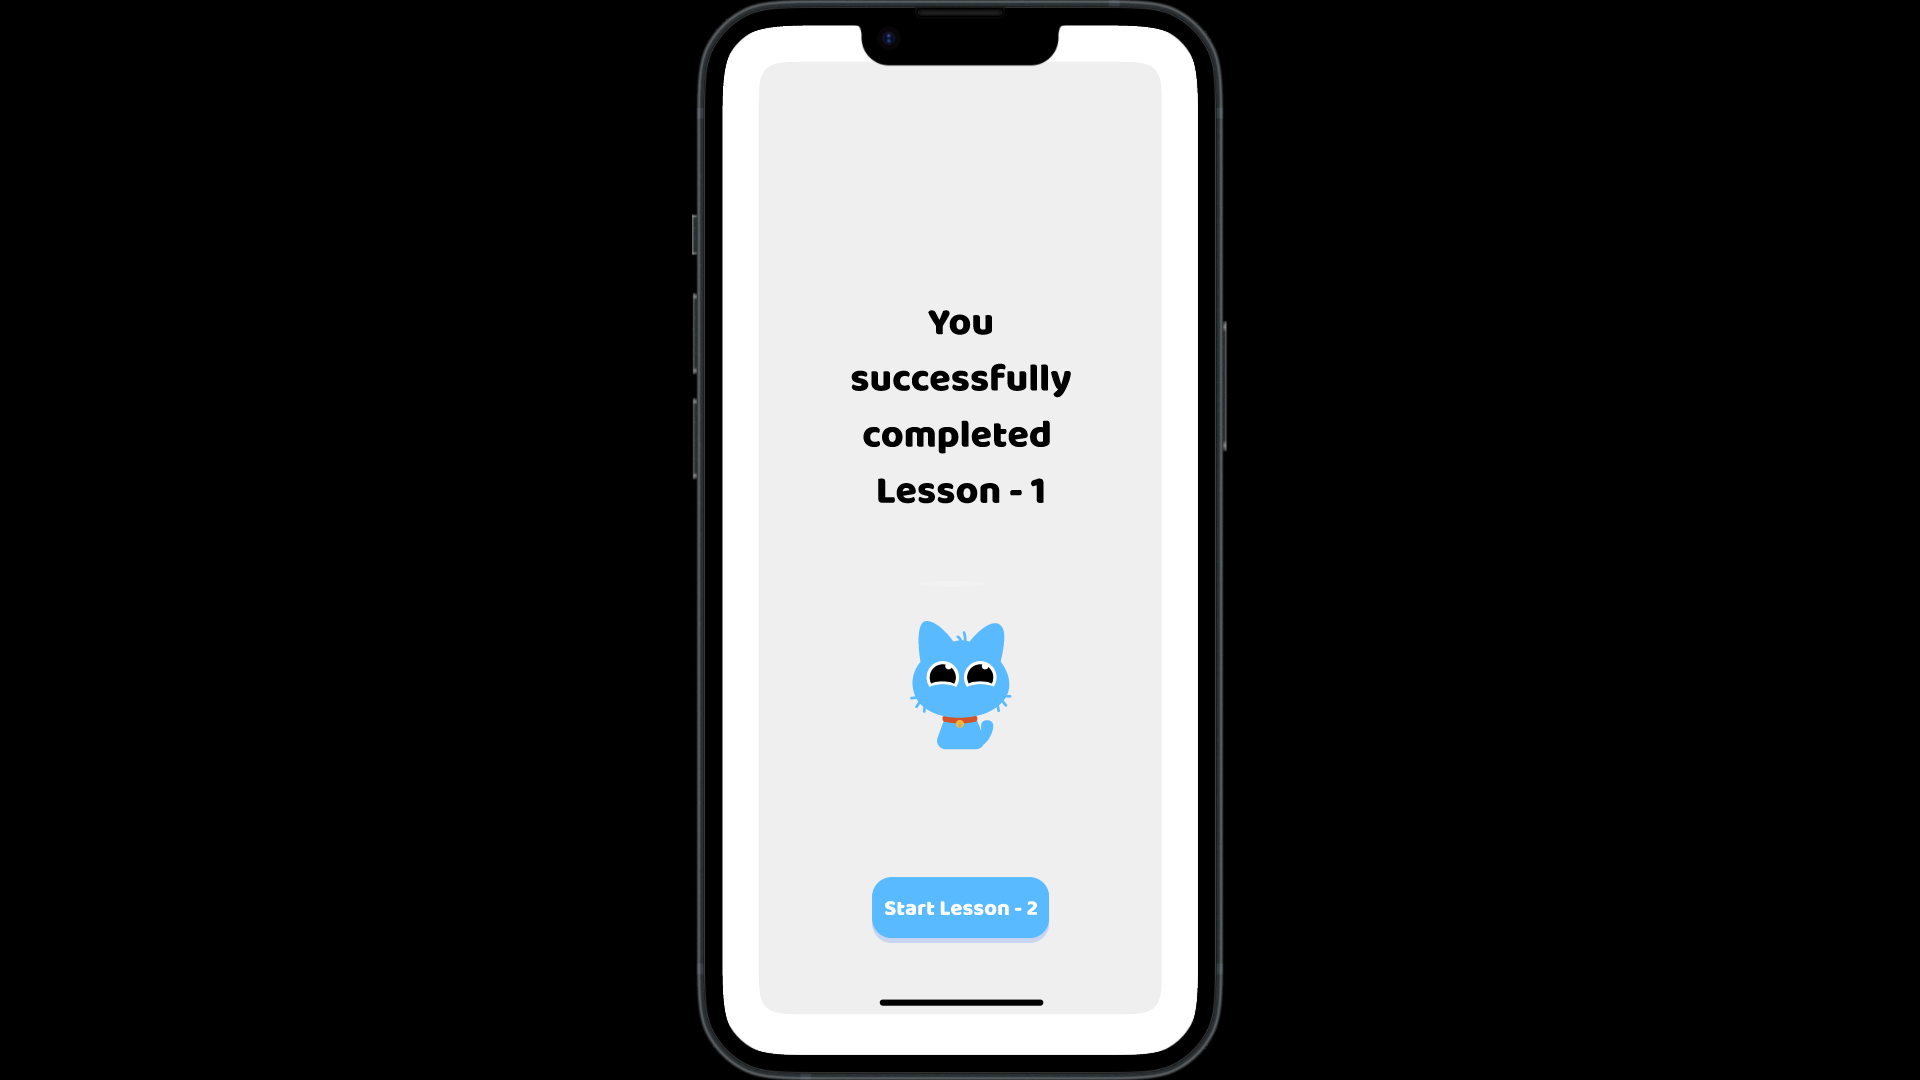 You
successfully
completed
Lesson - 1
Start Lesson - 2